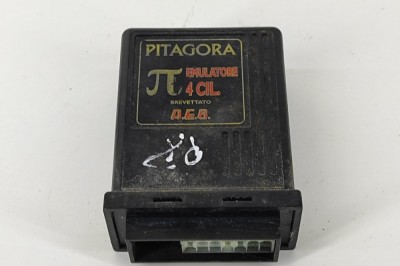 PITAGORA
π EMULATORE
4 CIL.
BREVETTATO
A.E.B.